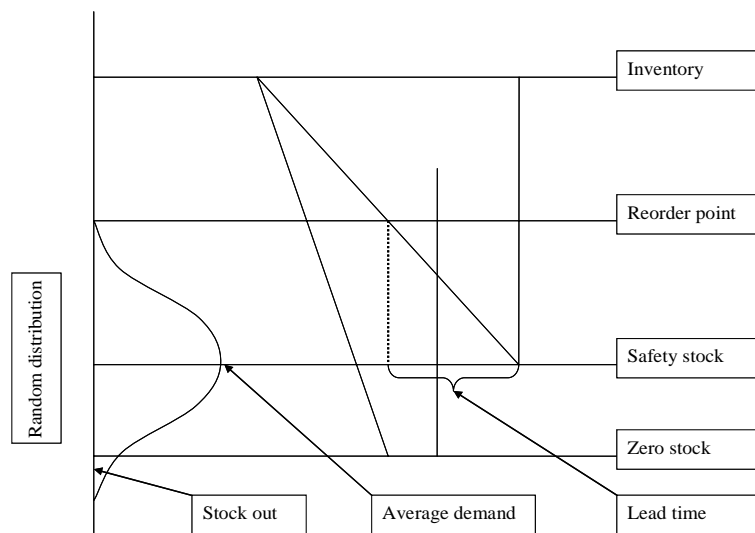 Inventory
Reorder point
Random distribution
Safety stock
Zero stock
Stock out
Average demand
Lead time